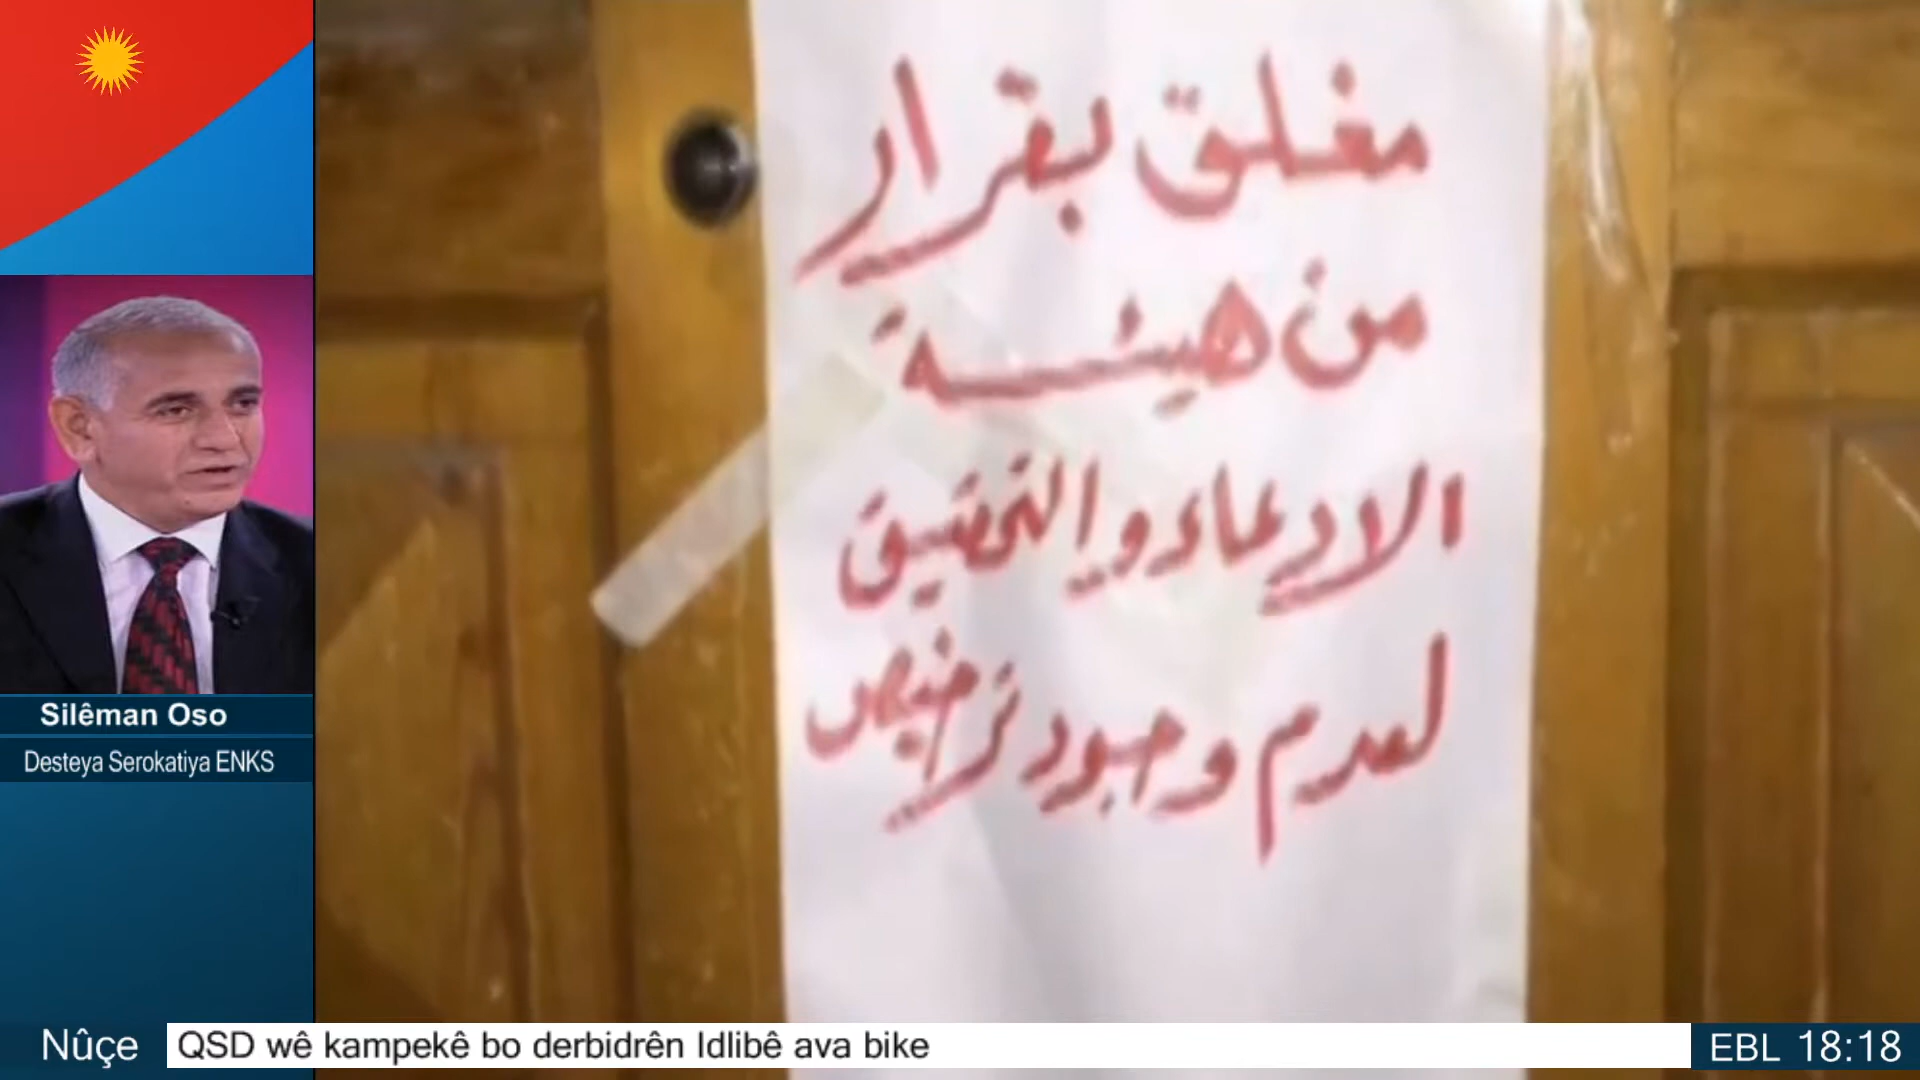 مغلق بقرار
من هيئة
الادعاء والتحقيق
لعدم وجود ترخيص
Silêman Oso
Desteya Serokatiya ENKS
Nûçe
QSD wê kampekê bo derbidrên Idlibê ava bike
EBL 18:18